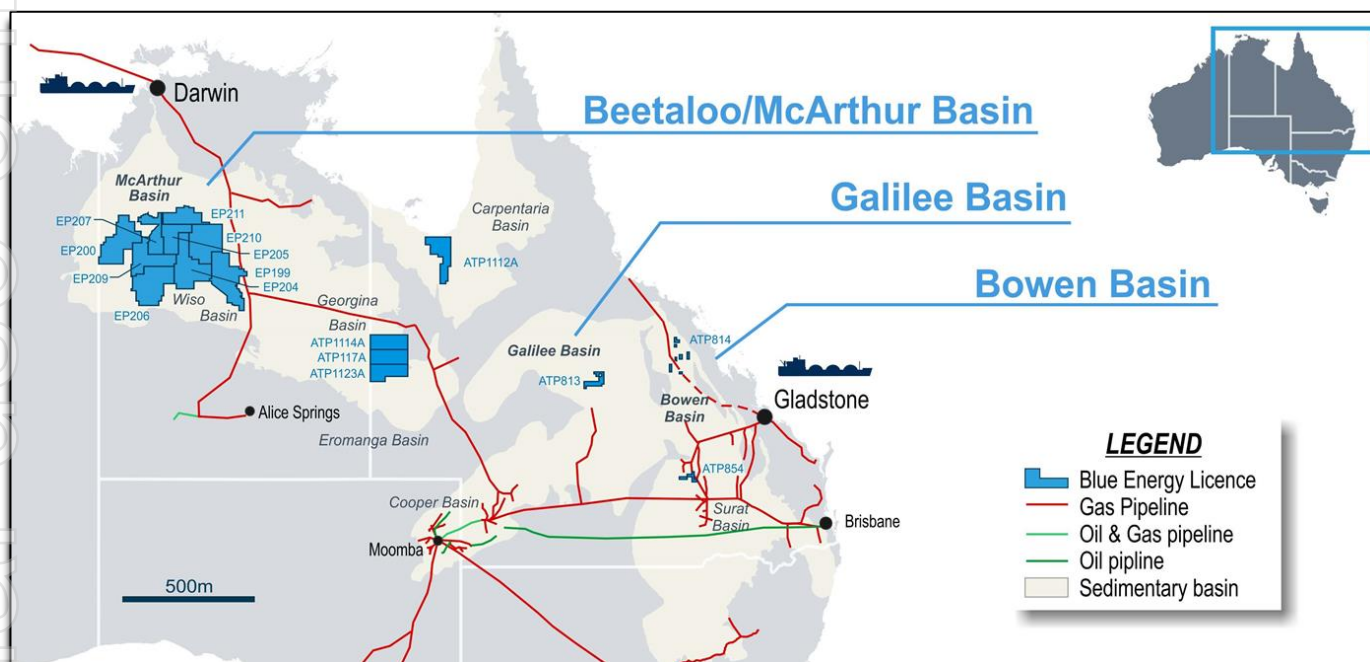 Darwin
Beetaloo/McArthur Basin
McArthur
Basin
Galilee Basin
Carpentaria
Basin
EP207
EP211
EP200
EP210
EP205
ATP1112A
EP209
EP199
EP204
Bowen Basin
Wiso
Basin
EP206
Georgina
Basin
ATP1114A
ATP117A
ATP1123A
ATP814
Galilee Basin
ATP813
Bowen
Basin
Gladstone
Alice Springs
Eromanga Basin
ATP854
Cooper Basin
Surat
Basin
Brisbane
Moomba
500m
LEGEND
Blue Energy Licence
Gas Pipeline
Oil & Gas pipeline
Oil pipline
Sedimentary basin